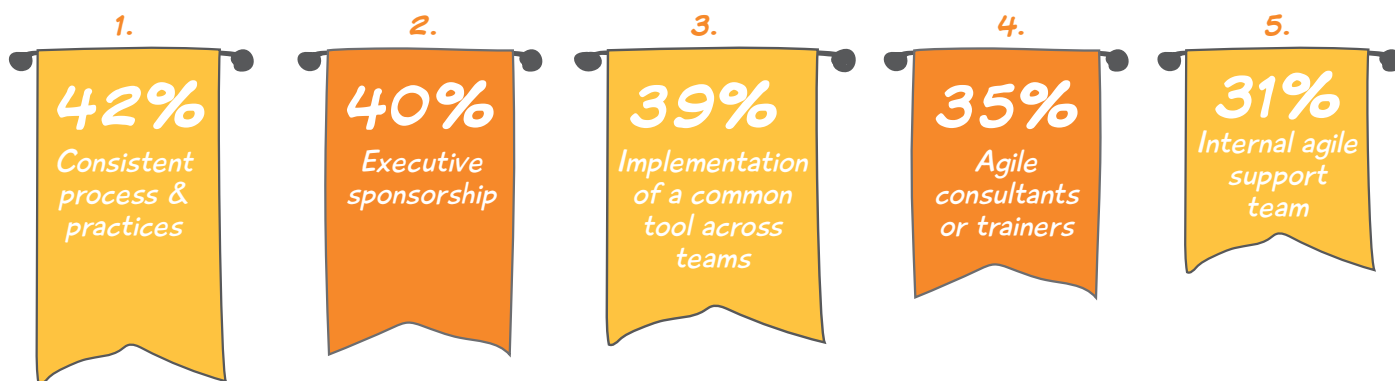 1.
42%
Consistent
process &
practices
2.
40%
Executive
sponsorship
3.
39%
Implementation
of a common
tool across
teams
4.
35%
Agile
consultants
or trainers
5.
31%
Internal agile
support
team